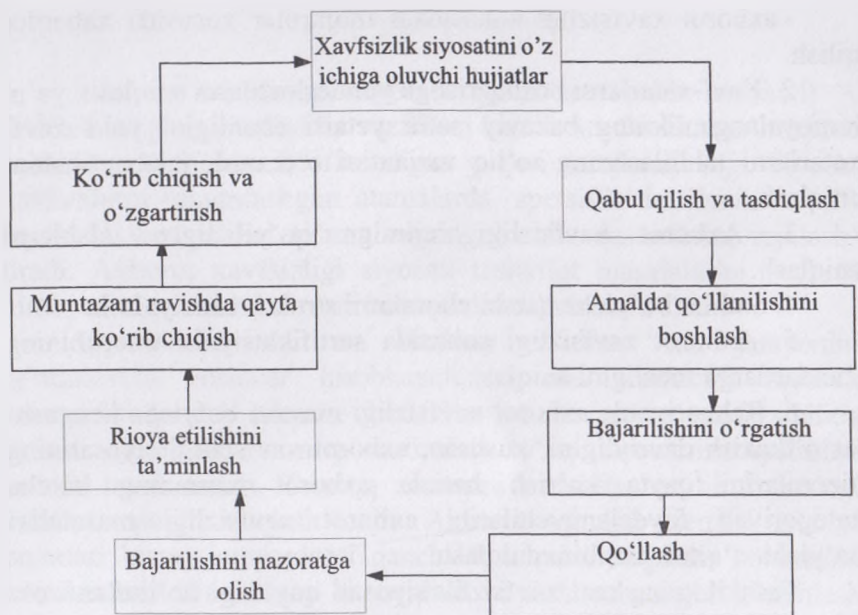 Xavfsizlik siyosatini o’z
ichiga oluvchi hujjatlar
Qabul qilish va tasdiqlash
Amalda qo‘llanilishini
boshlash
Bajarilishini o‘rgatish
Qo‘llash
Bajarilishini nazoratga
olish
Rioya etilishini
ta’minlash
Muntazam ravishda qayta
ko‘rib chiqish
Ko‘rib chiqish va
o‘zgartirish